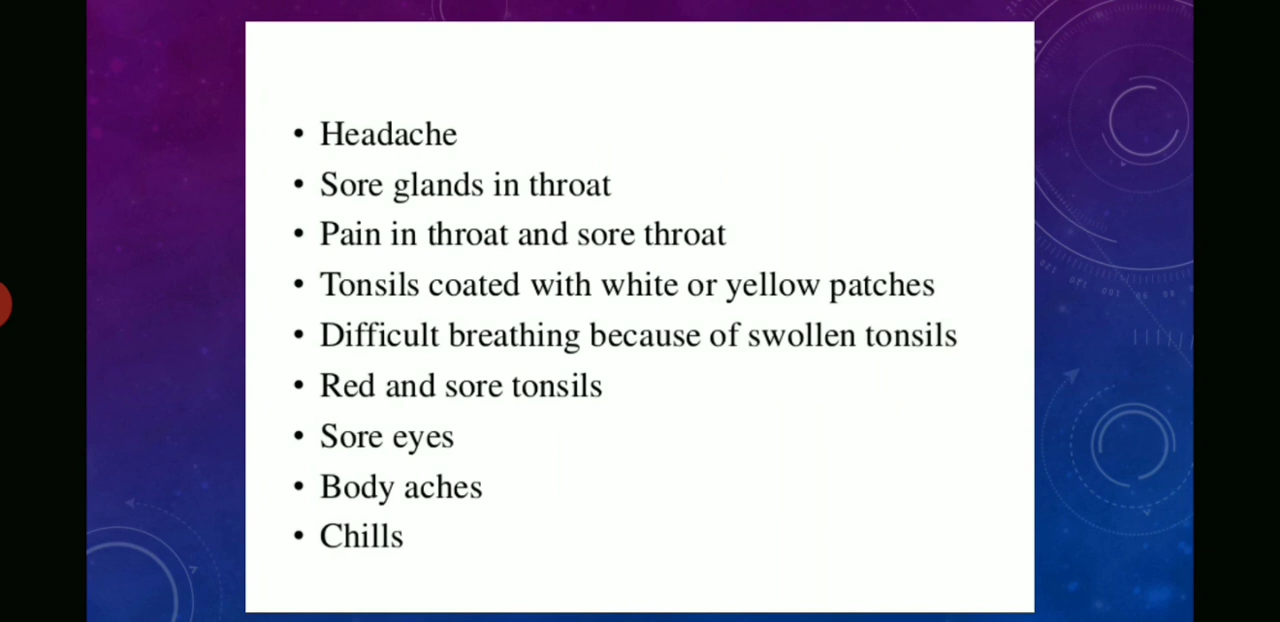 • Headache
• Sore glands in throat
• Pain in throat and sore throat
• Tonsils coated with white or yellow patches
• Difficult breathing because of swollen tonsils
• Red and sore tonsils
• Sore eyes
• Body aches
• Chills